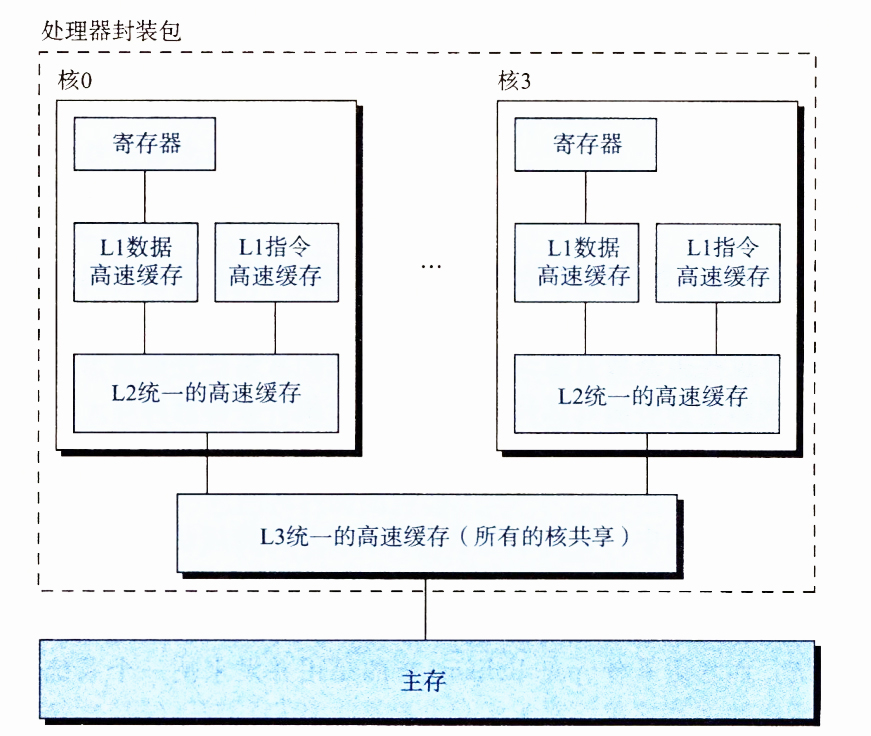 处理器封装包
核0
核3
寄存器
寄存器
L1数据
高速缓存
L1指令
高速缓存
...
L1数据
高速缓存
L1指令
高速缓存
L2统一的高速缓存
L2统一的高速缓存
L3统一的高速缓存（所有的核共享）
主存